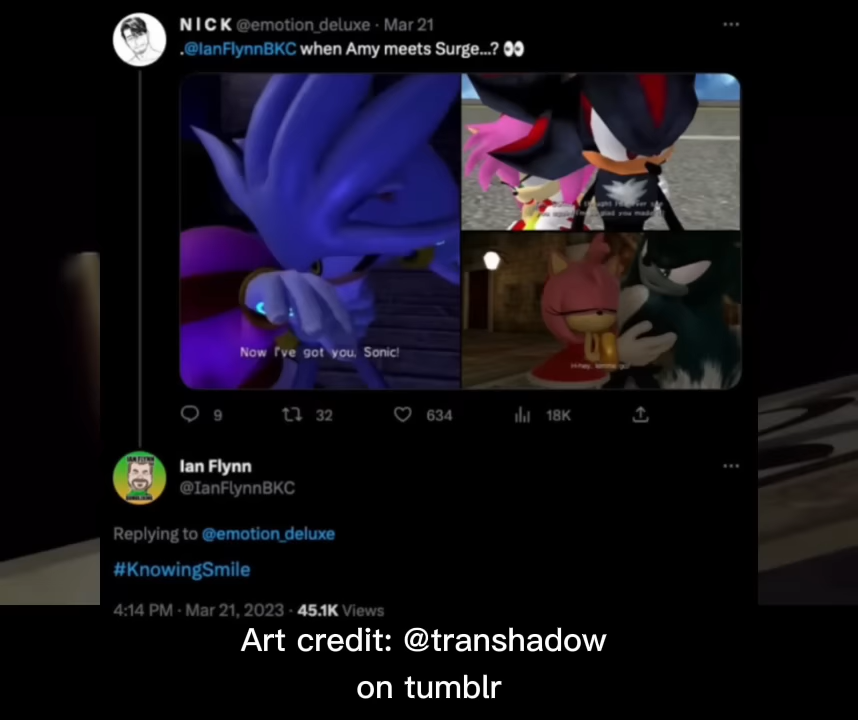 NICK @emotion_deluxe · Mar 21
.@IanFlynnBKC when Amy meets Surge...? 👀
Now I've got you, Sonic!
9 32 634 18K
IAN FLYNN
Ian Flynn
@IanFlynnBKC
Replying to @emotion_deluxe
#KnowingSmile
4:14 PM · Mar 21, 2023 · 45.1K Views
Art credit: @transhadow
on tumblr